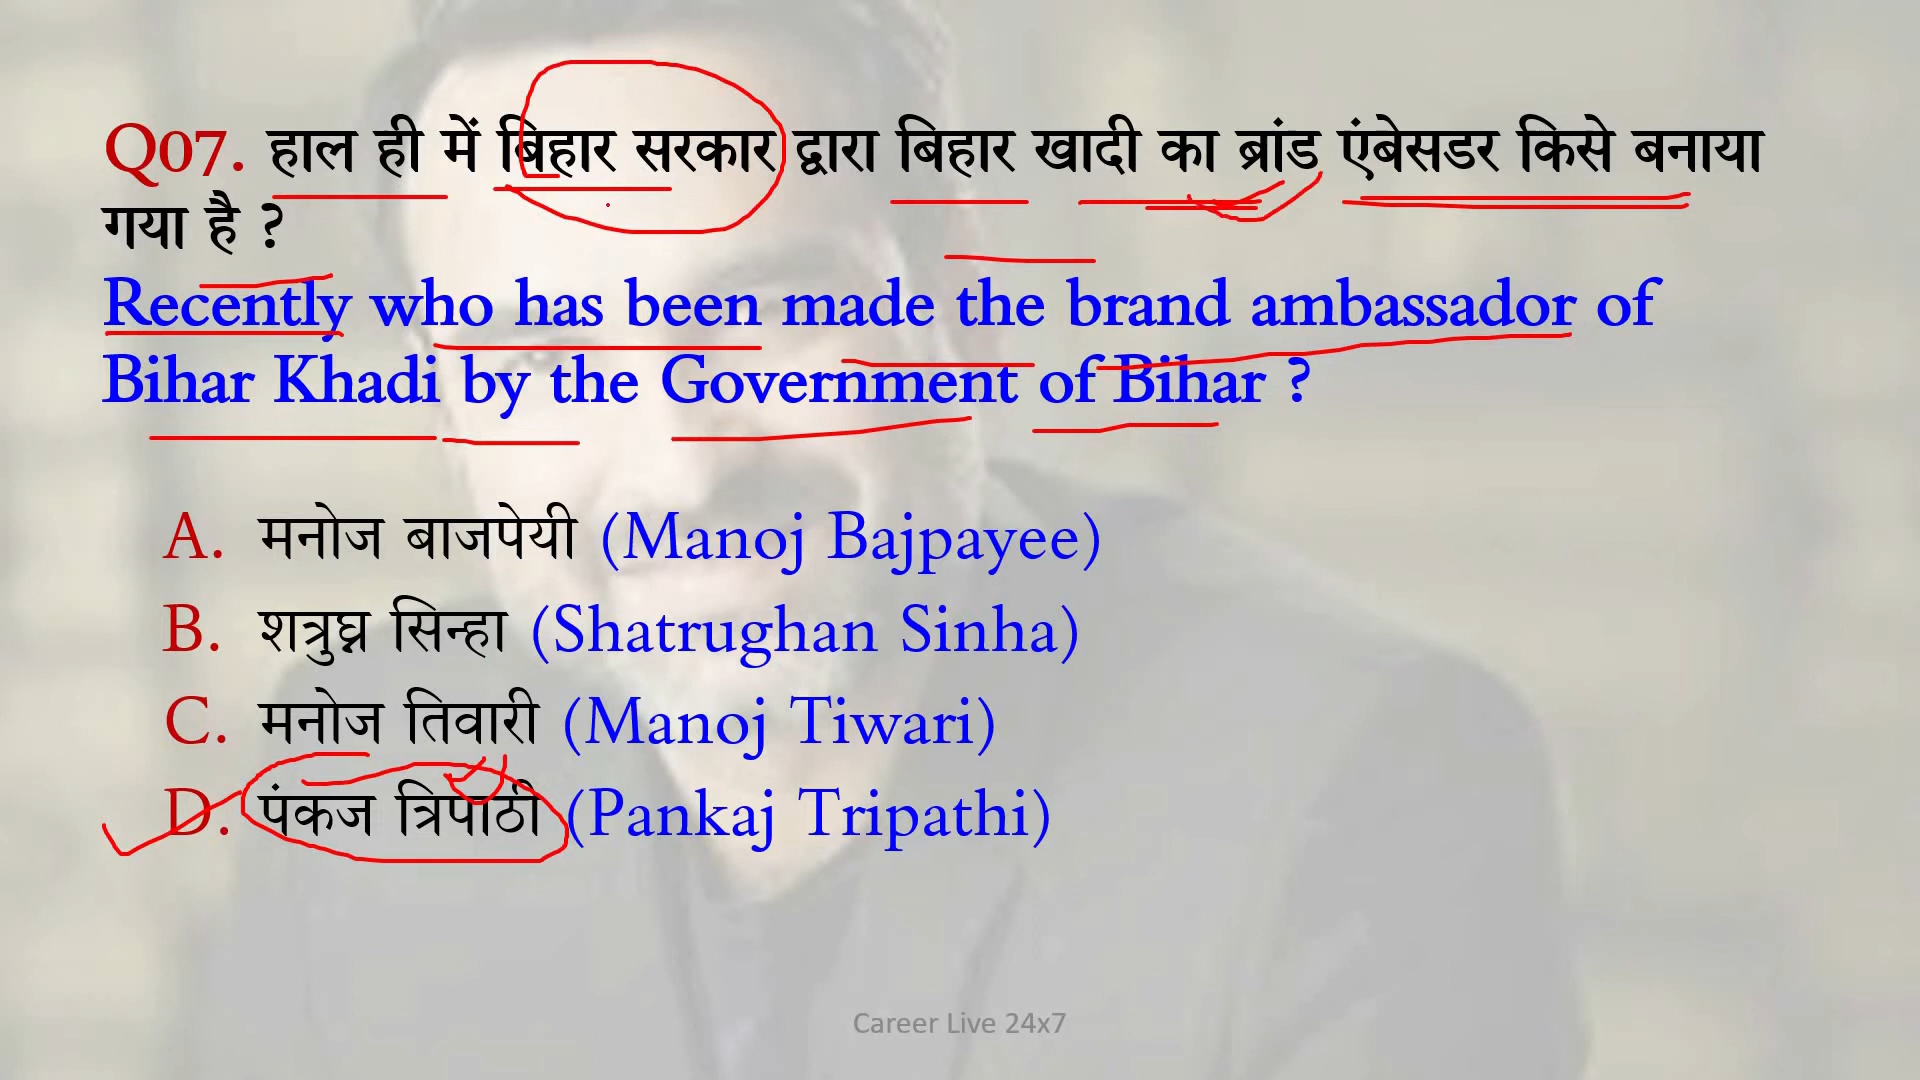 Q07. हाल ही में बिहार सरकार द्वारा बिहार खादी का ब्रांड एंबेसडर किसे बनाया
गया है ?
Recently who has been made the brand ambassador of
Bihar Khadi by the Government of Bihar ?
A. मनोज बाजपेयी (Manoj Bajpayee)
B. शत्रुघ्न सिन्हा (Shatrughan Sinha)
C. मनोज तिवारी (Manoj Tiwari)
D. पंकज त्रिपाठी (Pankaj Tripathi)
Career Live 24x7